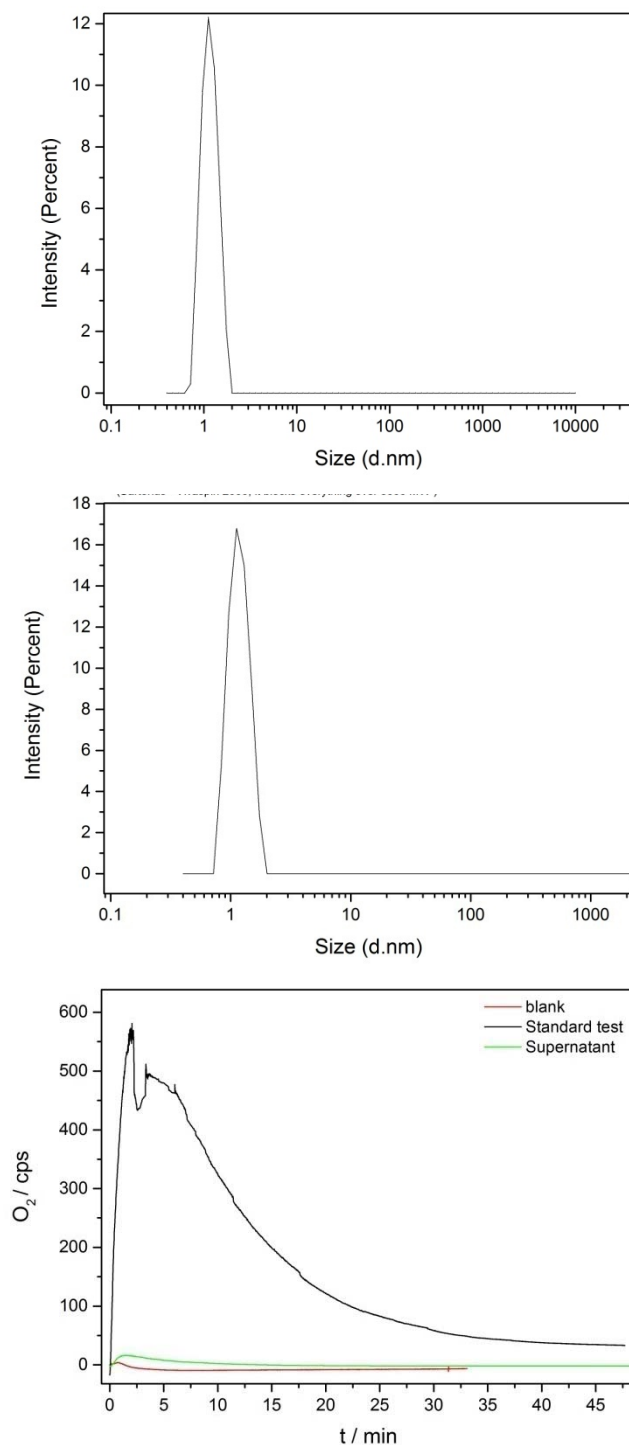 12
10
8
6
4
2
0
Intensity (Percent)
0.1 1 10 100 1000 10000
Size (d.nm)
18
16
14
12
10
8
6
4
2
0
Intensity (Percent)
0.1 1 10 100 1000
Size (d.nm)
blank
Standard test
Supernatant
600
500
400
300
200
100
0
O₂ / cps
0 5 10 15 20 25 30 35 40 45
t / min